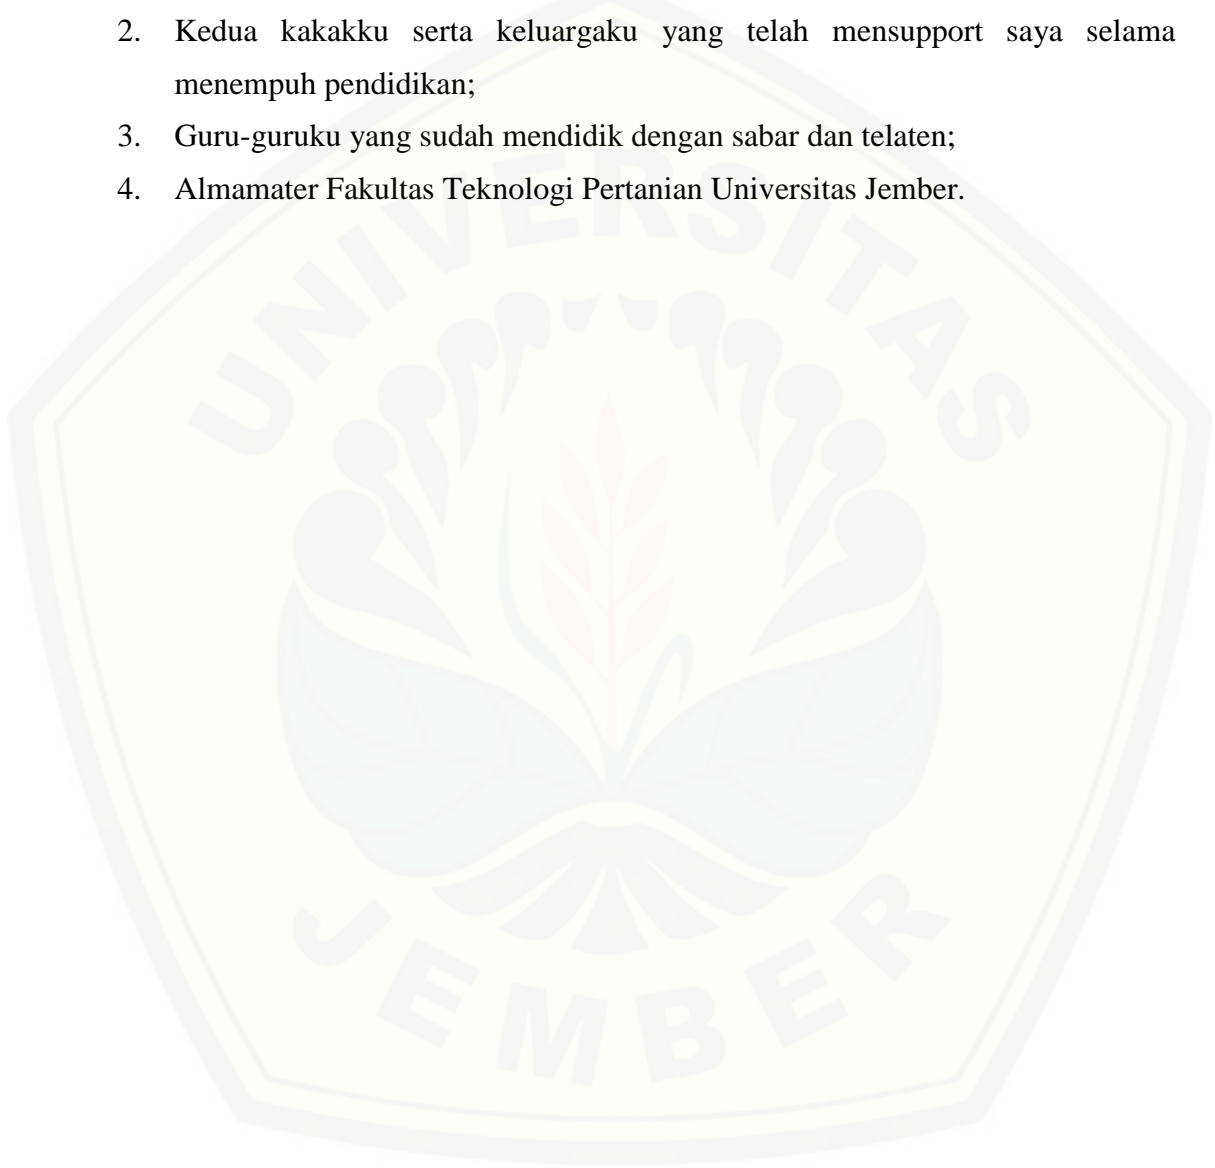 2. Kedua kakakku serta keluargaku yang telah mensupport saya selama
menempuh pendidikan;
3. Guru-guruku yang sudah mendidik dengan sabar dan telaten;
4. Almamater Fakultas Teknologi Pertanian Universitas Jember.
UNIVERSITAS
JEMBER